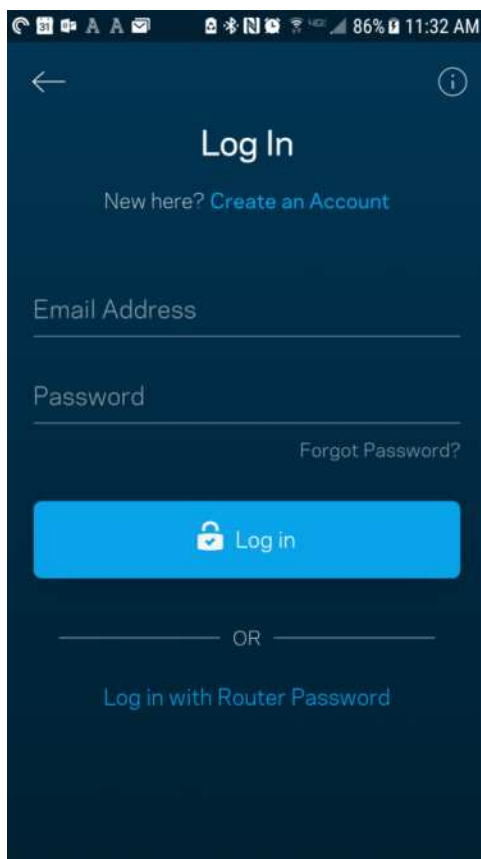 31 86% 11:32 AM
Log In
New here? Create an Account
Email Address
Password
Forgot Password?
Log in
OR
Log in with Router Password